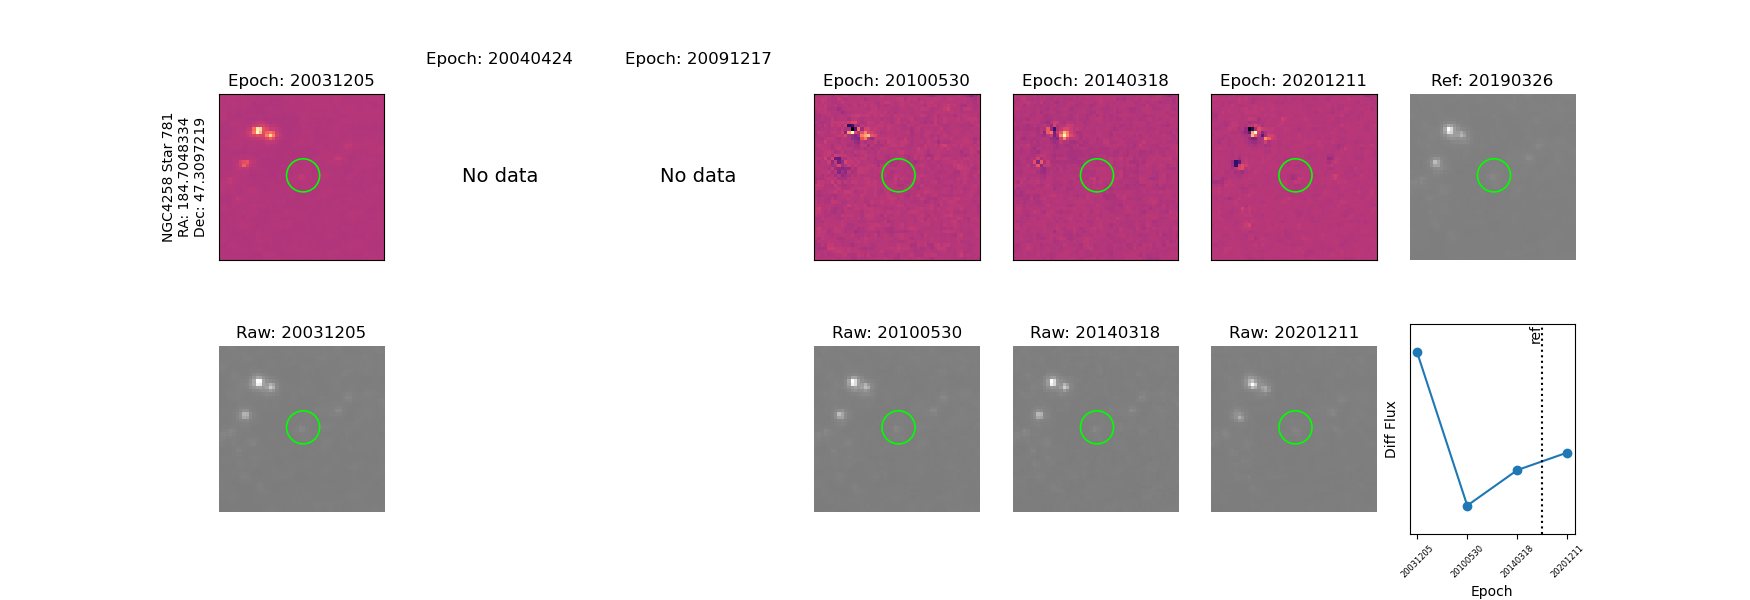 Epoch: 20031205
Epoch: 20040424
Epoch: 20091217
Epoch: 20100530
Epoch: 20140318
Epoch: 20201211
Ref: 20190326
NGC4258 Star 781
RA: 184.7048334
Dec: 47.3097219
No data
No data
Raw: 20031205
Raw: 20100530
Raw: 20140318
Raw: 20201211
ref
Diff Flux
20031205
20100530
20140318
20201211
Epoch